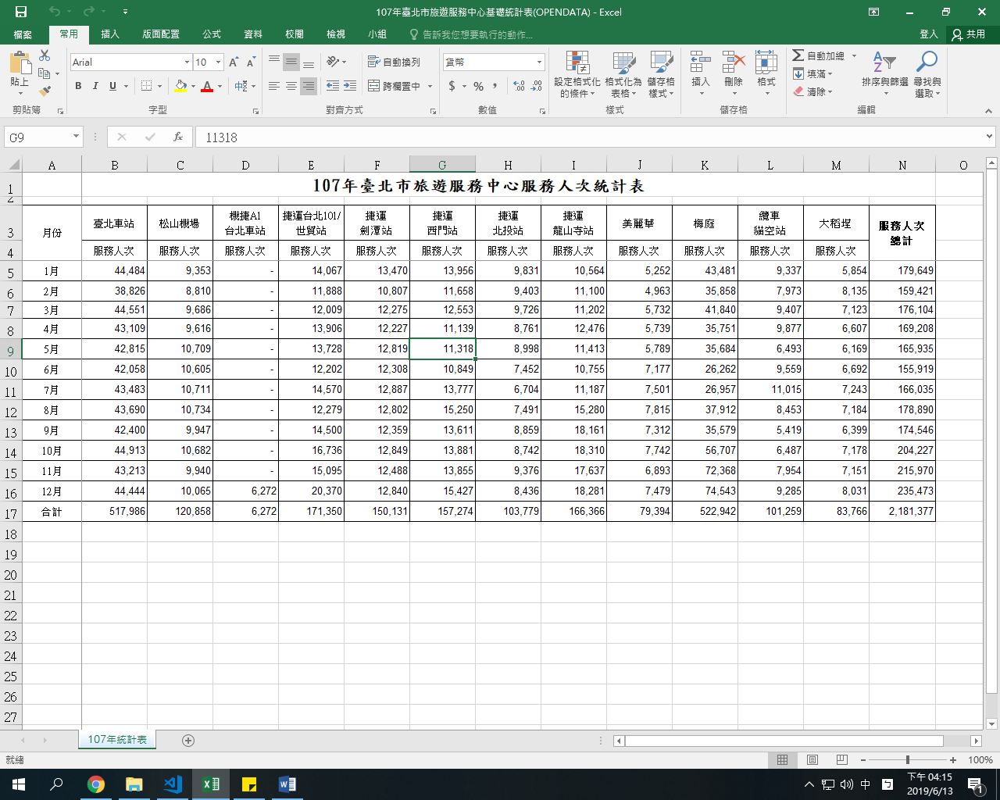 107年臺北市旅遊服務中心基礎統計表(OPENDATA) - Excel
檔案 常用 插入 版面配置 公式 資料 校閱 檢視 小組 告訴我您想要執行的動作... 登入 共用
貼上 Arial 10 A A 自動換列 貨幣 設定格式化的條件 格式化為表格 儲存格樣式 插入 刪除 格式 自動加總 填滿 清除 排序與篩選 尋找與選取
B I U A 中 跨欄置中 $ % ,
剪貼簿 字型 對齊方式 數值 樣式 儲存格 編輯
G9 fx 11318
A B C D E F G H I J K L M N O
1 107年臺北市旅遊服務中心服務人次統計表
2
3 月份 臺北車站 松山機場 機捷A1台北車站 捷運台北101/世貿站 捷運劍潭站 捷運西門站 捷運北投站 捷運龍山寺站 美麗華 梅庭 纜車貓空站 大稻埕 服務人次總計
4 服務人次 服務人次 服務人次 服務人次 服務人次 服務人次 服務人次 服務人次 服務人次 服務人次 服務人次 服務人次
5 1月 44,484 9,353 - 14,067 13,470 13,956 9,831 10,564 5,252 43,481 9,337 5,854 179,649
6 2月 38,826 8,810 - 11,888 10,807 11,658 9,403 11,100 4,963 35,858 7,973 8,135 159,421
7 3月 44,551 9,686 - 12,009 12,275 12,553 9,726 11,202 5,732 41,840 9,407 7,123 176,104
8 4月 43,109 9,616 - 13,906 12,227 11,139 8,761 12,476 5,739 35,751 9,877 6,607 169,208
9 5月 42,815 10,709 - 13,728 12,819 11,318 8,998 11,413 5,789 35,684 6,493 6,169 165,935
10 6月 42,058 10,605 - 12,202 12,308 10,849 7,452 10,755 7,177 26,262 9,559 6,692 155,919
11 7月 43,483 10,711 - 14,570 12,887 13,777 6,704 11,187 7,501 26,957 11,015 7,243 166,035
12 8月 43,690 10,734 - 12,279 12,802 15,250 7,491 15,280 7,815 37,912 8,453 7,184 178,890
13 9月 42,400 9,947 - 14,500 12,359 13,611 8,859 18,161 7,312 35,579 5,419 6,399 174,546
14 10月 44,913 10,682 - 16,736 12,849 13,881 8,742 18,310 7,742 56,707 6,487 7,178 204,227
15 11月 43,213 9,940 - 15,095 12,488 13,855 9,376 17,637 6,893 72,368 7,954 7,151 215,970
16 12月 44,444 10,065 6,272 20,370 12,840 15,427 8,436 18,281 7,479 74,543 9,285 8,031 235,473
17 合計 517,986 120,858 6,272 171,350 150,131 157,274 103,779 166,366 79,394 522,942 101,259 83,766 2,181,377
18
19
20
21
22
23
24
25
26
27
107年統計表
就緒 100%
中 下午 04:15
2019/6/13 1